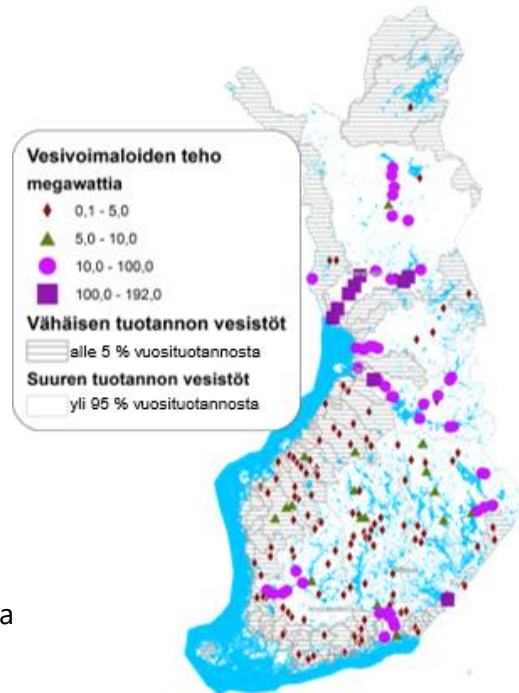 Vesivoimaloiden teho
megawattia
0,1 - 5,0
5,0 - 10,0
10,0 - 100,0
100,0 - 192,0
Vähäisen tuotannon vesistöt
alle 5 % vuosituotannosta
Suuren tuotannon vesistöt
yli 95 % vuosituotannosta
a